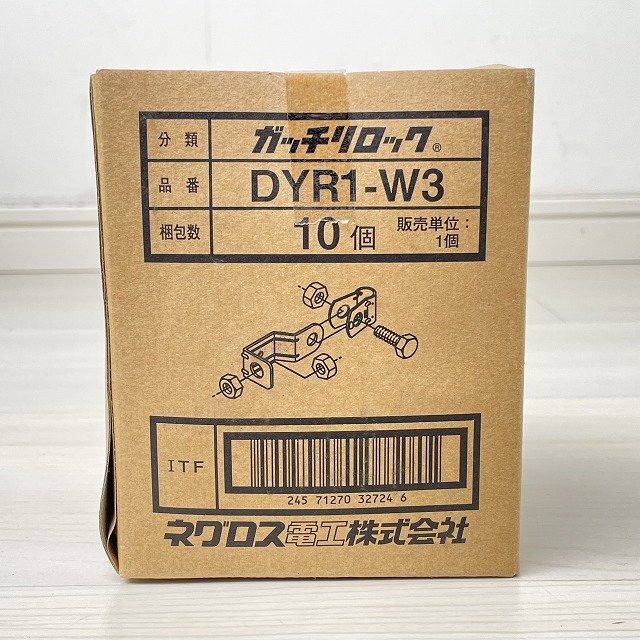 分類 ガッチリロック®
品番 DYR1-W3
梱包数 10個 販売単位：
1個
ITF
245 71270 32724 6
ネグロス電工株式会社